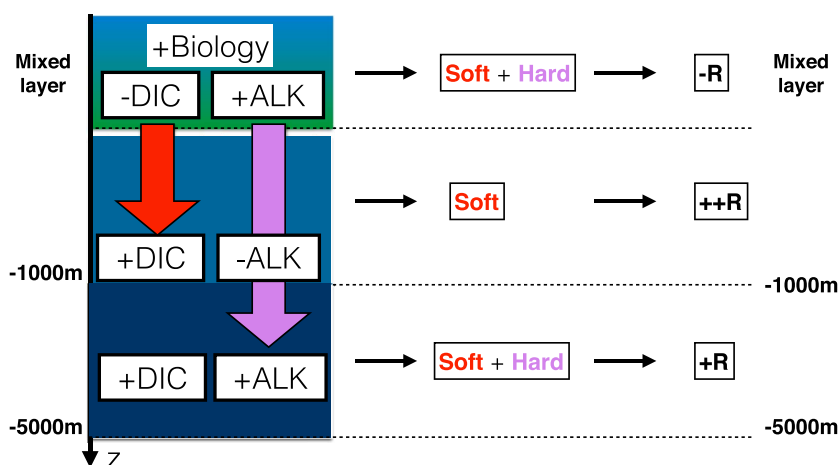 +Biology
Mixed
layer
-DIC
+ALK
Soft + Hard
-R
Mixed
layer
Soft
++R
+DIC
-ALK
-1000m
-1000m
+DIC
+ALK
Soft + Hard
+R
-5000m
-5000m
z